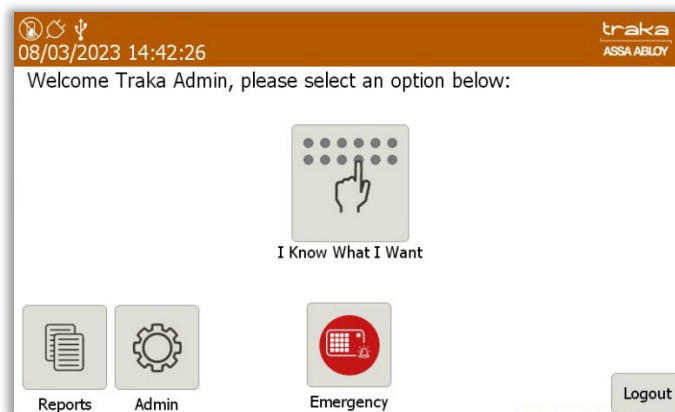 traka
08/03/2023 14:42:26
ASSA ABLOY
Welcome Traka Admin, please select an option below:
I Know What I Want
Reports
Admin
Emergency
Logout